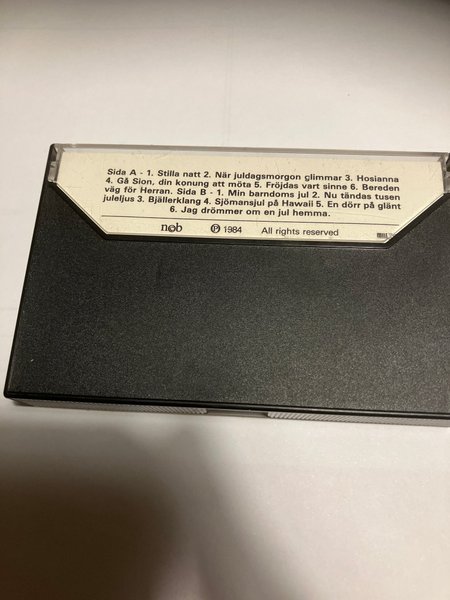 Sida A - 1. Stilla natt 2. När juldagsmorgon glimmar 3. Hosianna
4. Gå Sion, din konung att möta 5. Fröjdas vart sinne 6. Bereden
väg för Herran. Sida B - 1. Min barndoms jul 2. Nu tändas tusen
juleljus 3. Bjällerklang 4. Sjömansjul på Hawaii 5. En dörr på glänt
6. Jag drömmer om en jul hemma.
ncb ℗ 1984 All rights reserved